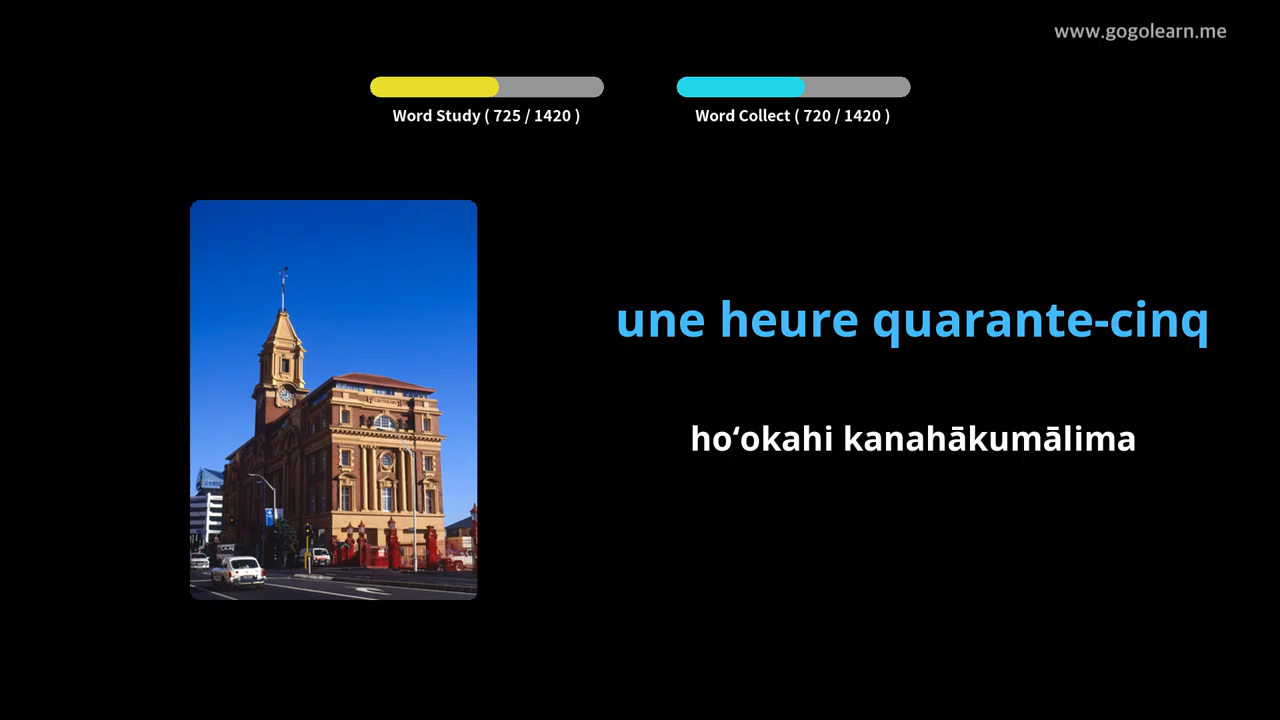 www.gogolearn.me
Word Study ( 725 / 1420 )
Word Collect ( 720 / 1420 )
une heure quarante-cinq
hoʻokahi kanahākumālima